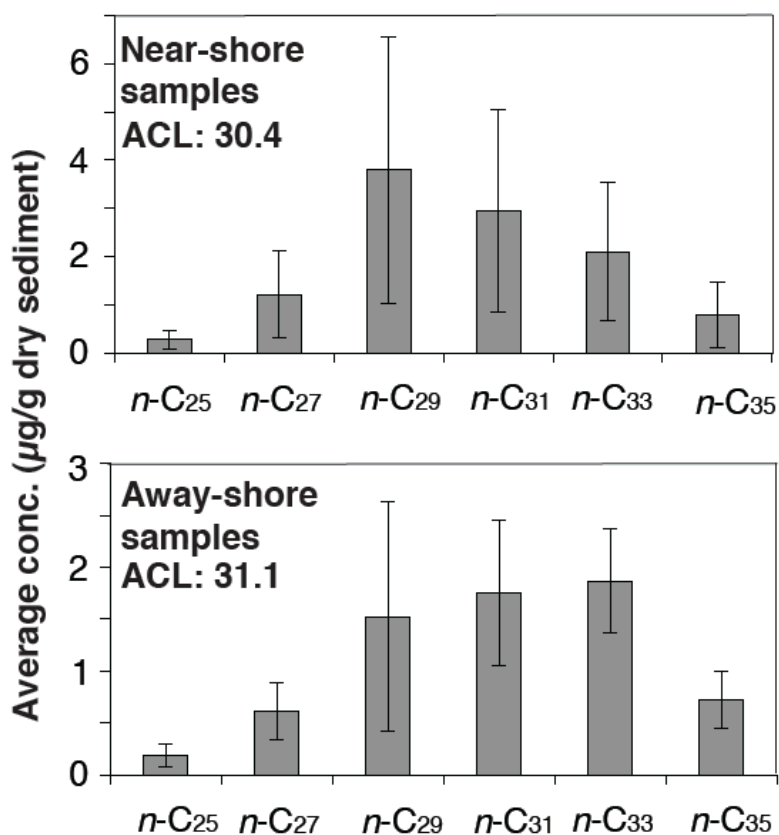 Average conc. (µg/g dry sediment)
Near-shore
samples
ACL: 30.4
6
4
2
0
n-C25 n-C27 n-C29 n-C31 n-C33 n-C35
Away-shore
samples
ACL: 31.1
3
2
1
0
n-C25 n-C27 n-C29 n-C31 n-C33 n-C35